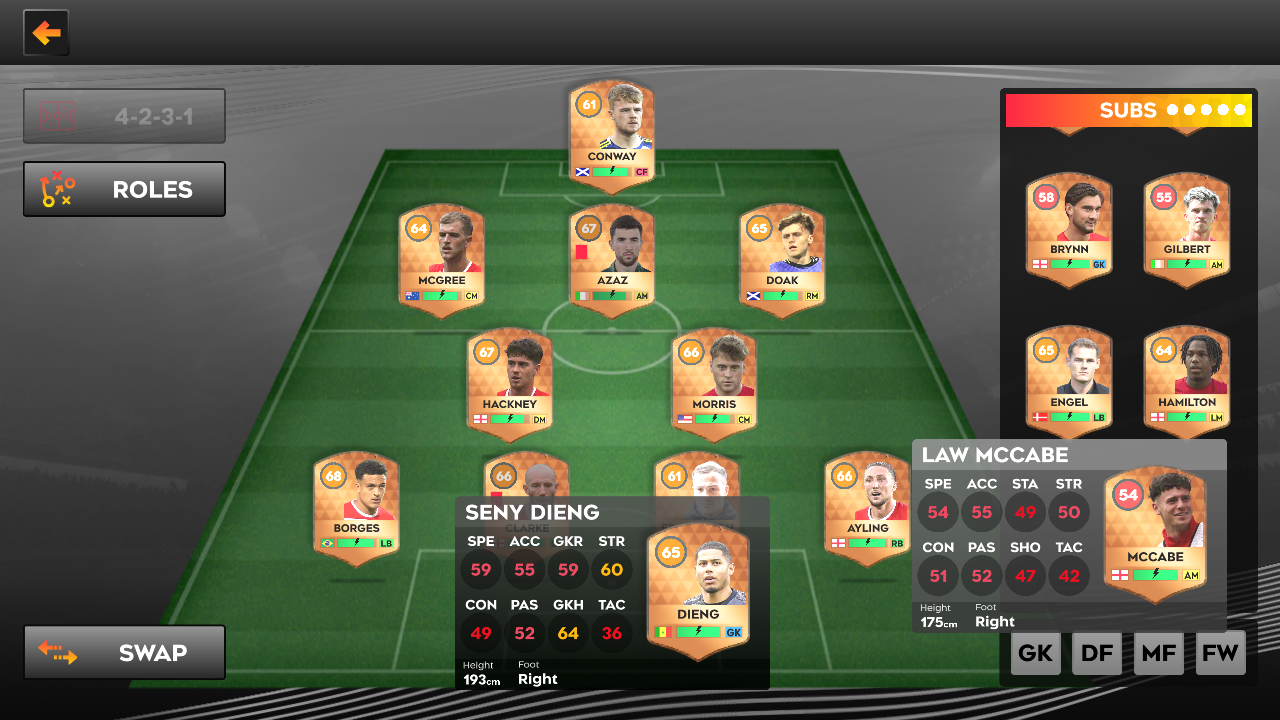 61
CONWAY
CF
4-2-3-1
SUBS
ROLES
64
MCGREE
CM
67
AZAZ
AM
65
DOAK
RM
58
BRYNN
GK
55
GILBERT
AM
67
HACKNEY
DM
66
MORRIS
CM
65
ENGEL
LB
64
HAMILTON
LM
68
BORGES
LB
66
CLARKE
61
66
AYLING
RB
SENY DIENG
SPE ACC GKR STR
59 55 59 60
CON PAS GKH TAC
49 52 64 36
Height Foot
193cm Right
65
DIENG
GK
LAW MCCABE
SPE ACC STA STR
54 55 49 50
CON PAS SHO TAC
51 52 47 42
Height Foot
175cm Right
54
MCCABE
AM
SWAP
GK DF MF FW